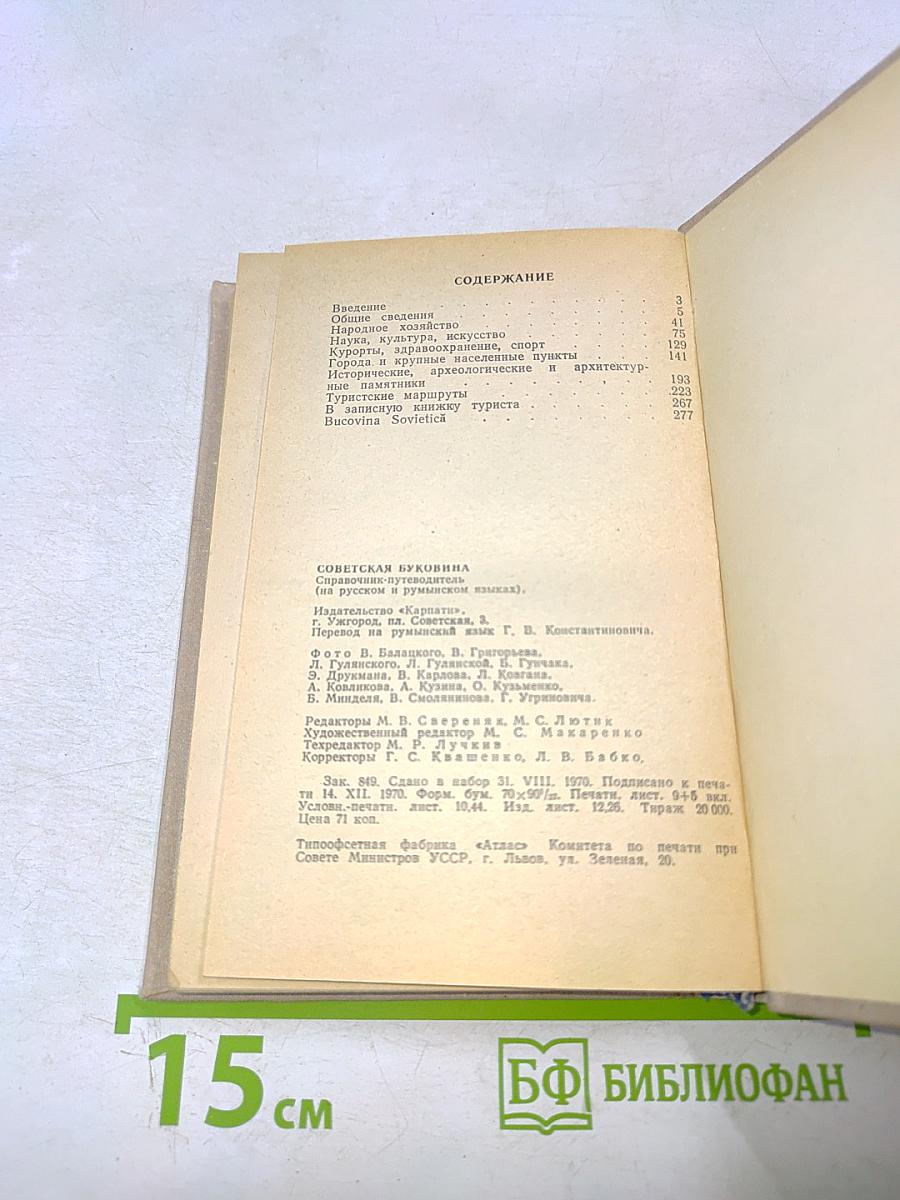 СОДЕРЖАНИЕ
Введение . . . . . . . . . 3
Общие сведения . . . . . . . 5
Народное хозяйство . . . . . . 41
Наука, культура, искусство . . . . . 75
Курорты, здравоохранение, спорт . . . . 129
Города и крупные населенные пункты . . . 141
Исторические, археологические и архитектур-
ные памятники . . . . . . . 193
Туристские маршруты . . . . . . 223
В записную книжку туриста . . . . . 267
Bucovina Sovietică . . . . . . 277
СОВЕТСКАЯ БУКОВИНА
Справочник-путеводитель
(на русском и румынском языках).
Издательство «Карпати»,
г. Ужгород, пл. Советская, 3.
Перевод на румынский язык Г. В. Константиновича.
Фото В. Балацкого, В. Григорьева,
Л. Гулянского, Л. Гулянской, Б. Гунчака,
Э. Друкмана, В. Карлова, Л. Ковгана,
А. Ковликова, А. Кузина, О. Кузьменко,
Б. Минделя, В. Смолянинова, Г. Угриновича.
Редакторы М. В. Свереняк, М. С. Лютик
Художественный редактор М. С. Макаренко
Техредактор М. Р. Лучкив
Корректоры Г. С. Квашенко, Л. В. Бабко.
Зак. 849. Сдано в набор 31. VIII. 1970. Подписано к печа-
ти 14. XII. 1970. Форм. бум. 70×90¹/₃₂. Печатн. лист. 9+5 вкл.
Условн.-печатн. лист. 10,44. Изд. лист. 12,26. Тираж 20 000.
Цена 71 коп.
Типоофсетная фабрика «Атлас» Комитета по печати при
Совете Министров УССР, г. Львов, ул. Зеленая, 20.
15 см
БФ БИБЛИОФАН